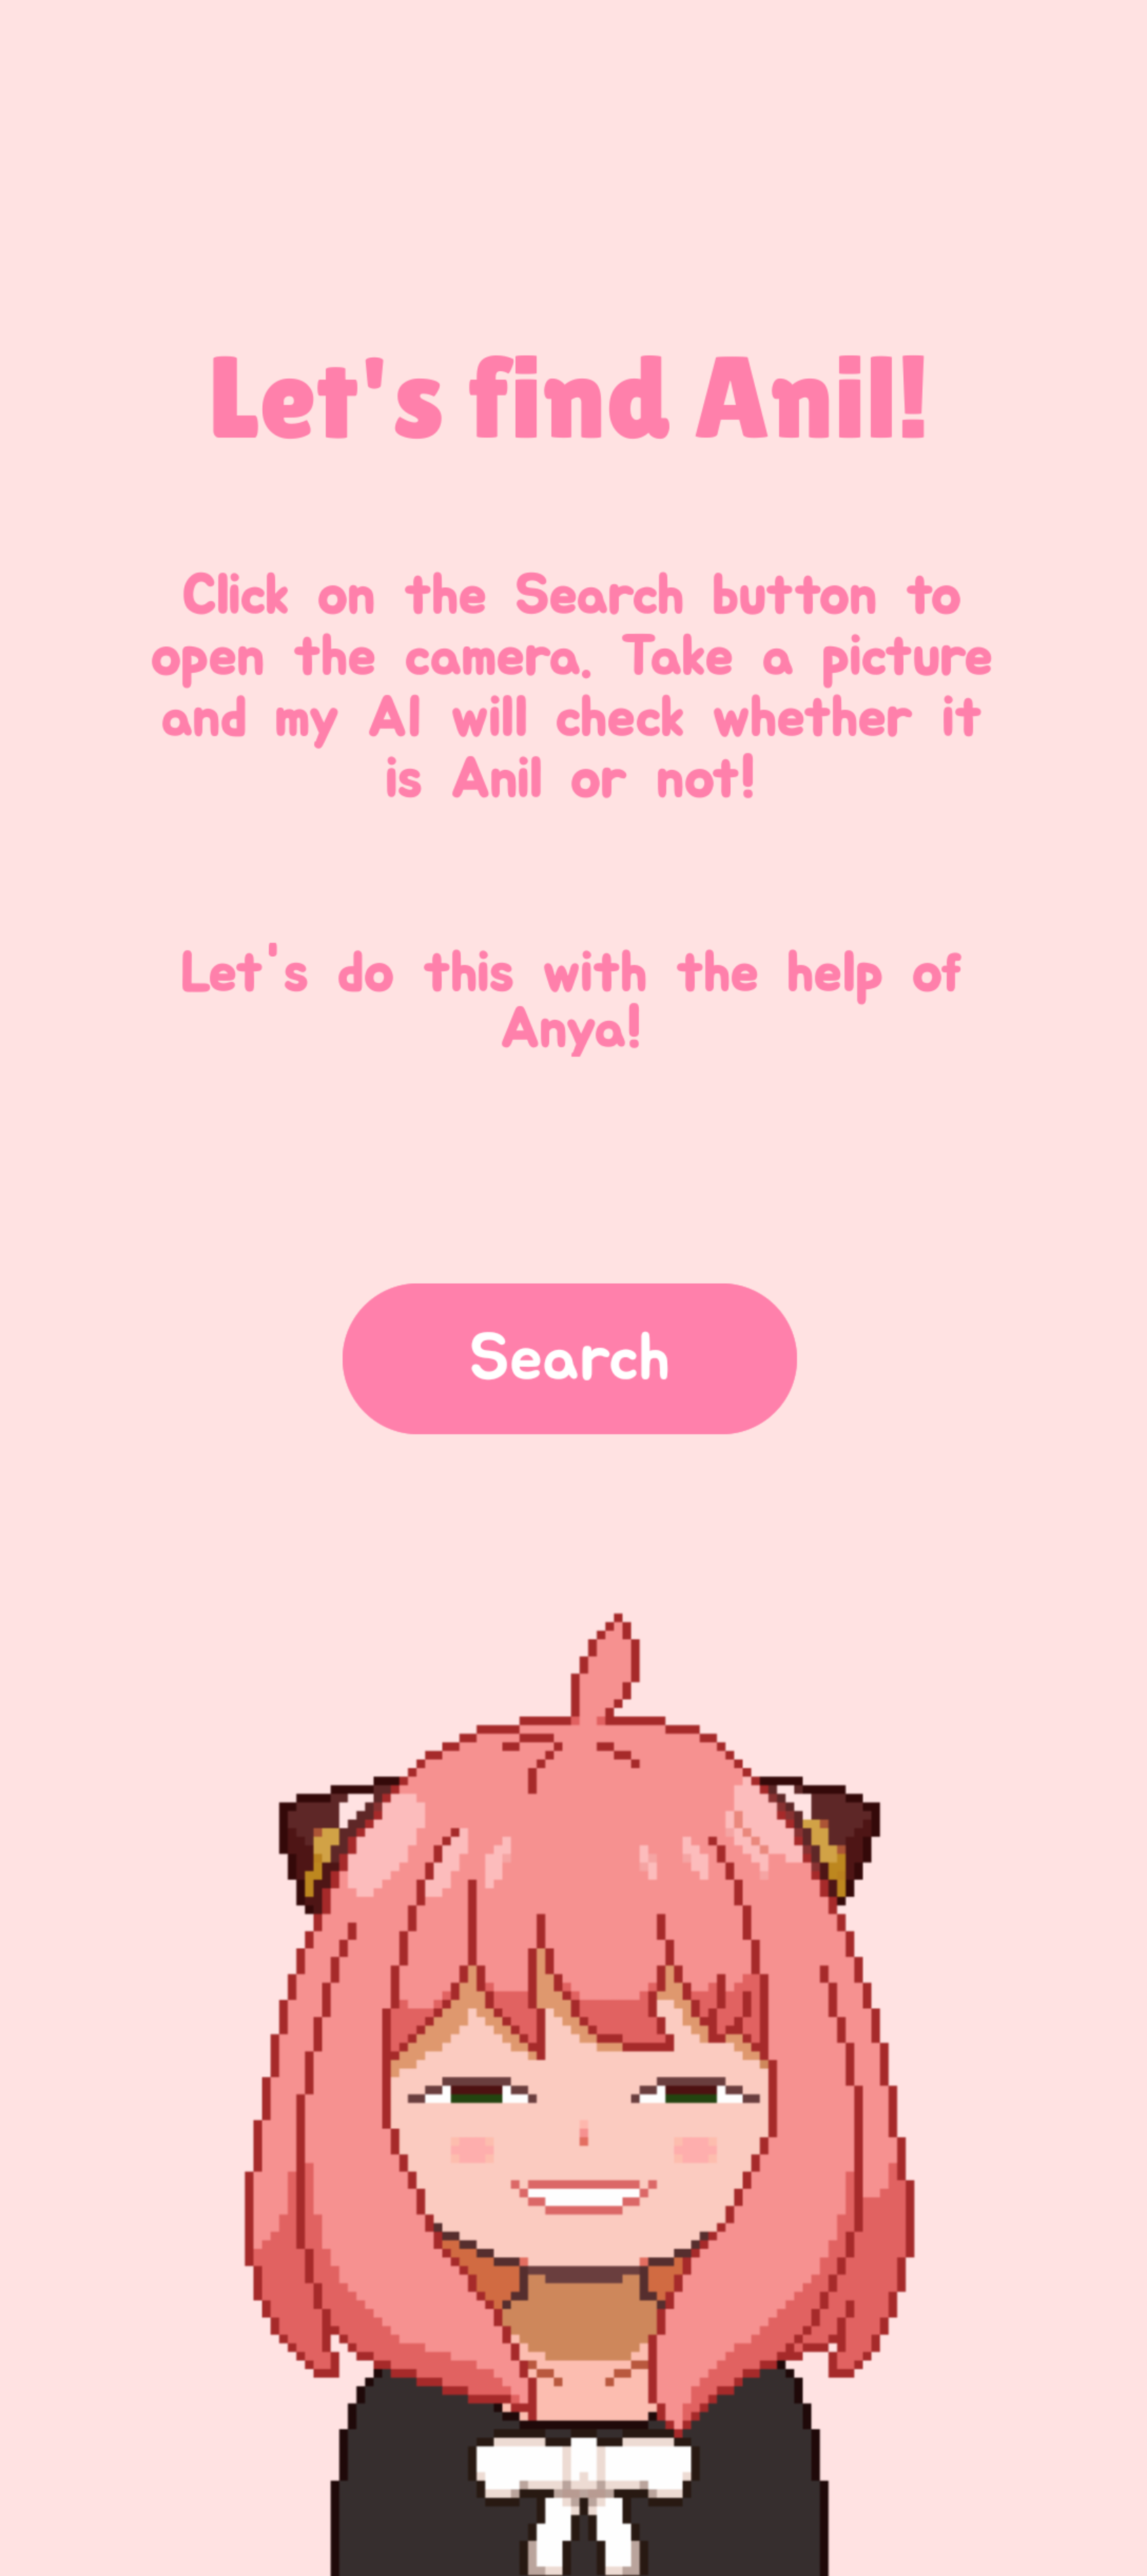 Let's find Anil!
Click on the Search button to
open the camera. Take a picture
and my AI will check whether it
is Anil or not!
Let's do this with the help of
Anya!
Search